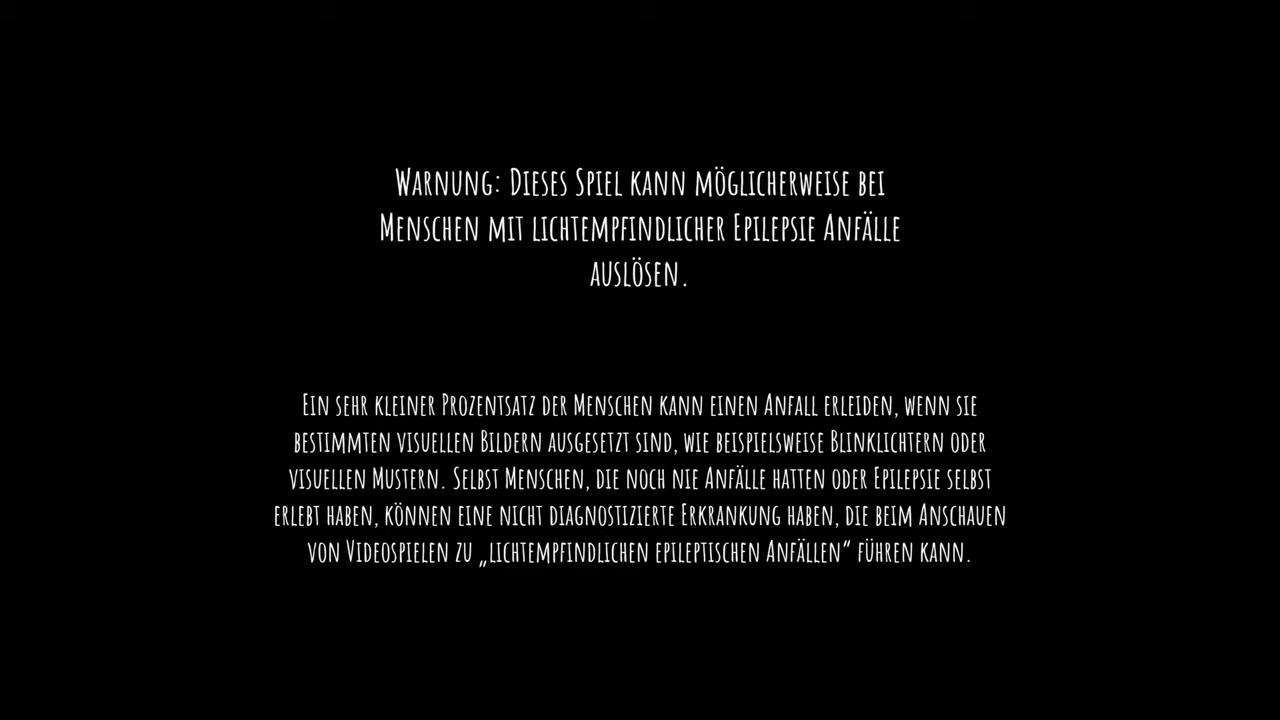 Warnung: Dieses Spiel kann möglicherweise bei
Menschen mit lichtempfindlicher Epilepsie Anfälle
auslösen.
Ein sehr kleiner Prozentsatz der Menschen kann einen Anfall erleiden, wenn sie
bestimmten visuellen Bildern ausgesetzt sind, wie beispielsweise Blinklichtern oder
visuellen Mustern. Selbst Menschen, die noch nie Anfälle hatten oder Epilepsie selbst
erlebt haben, können eine nicht diagnostizierte Erkrankung haben, die beim Anschauen
von Videospielen zu „lichtempfindlichen epileptischen Anfällen“ führen kann.